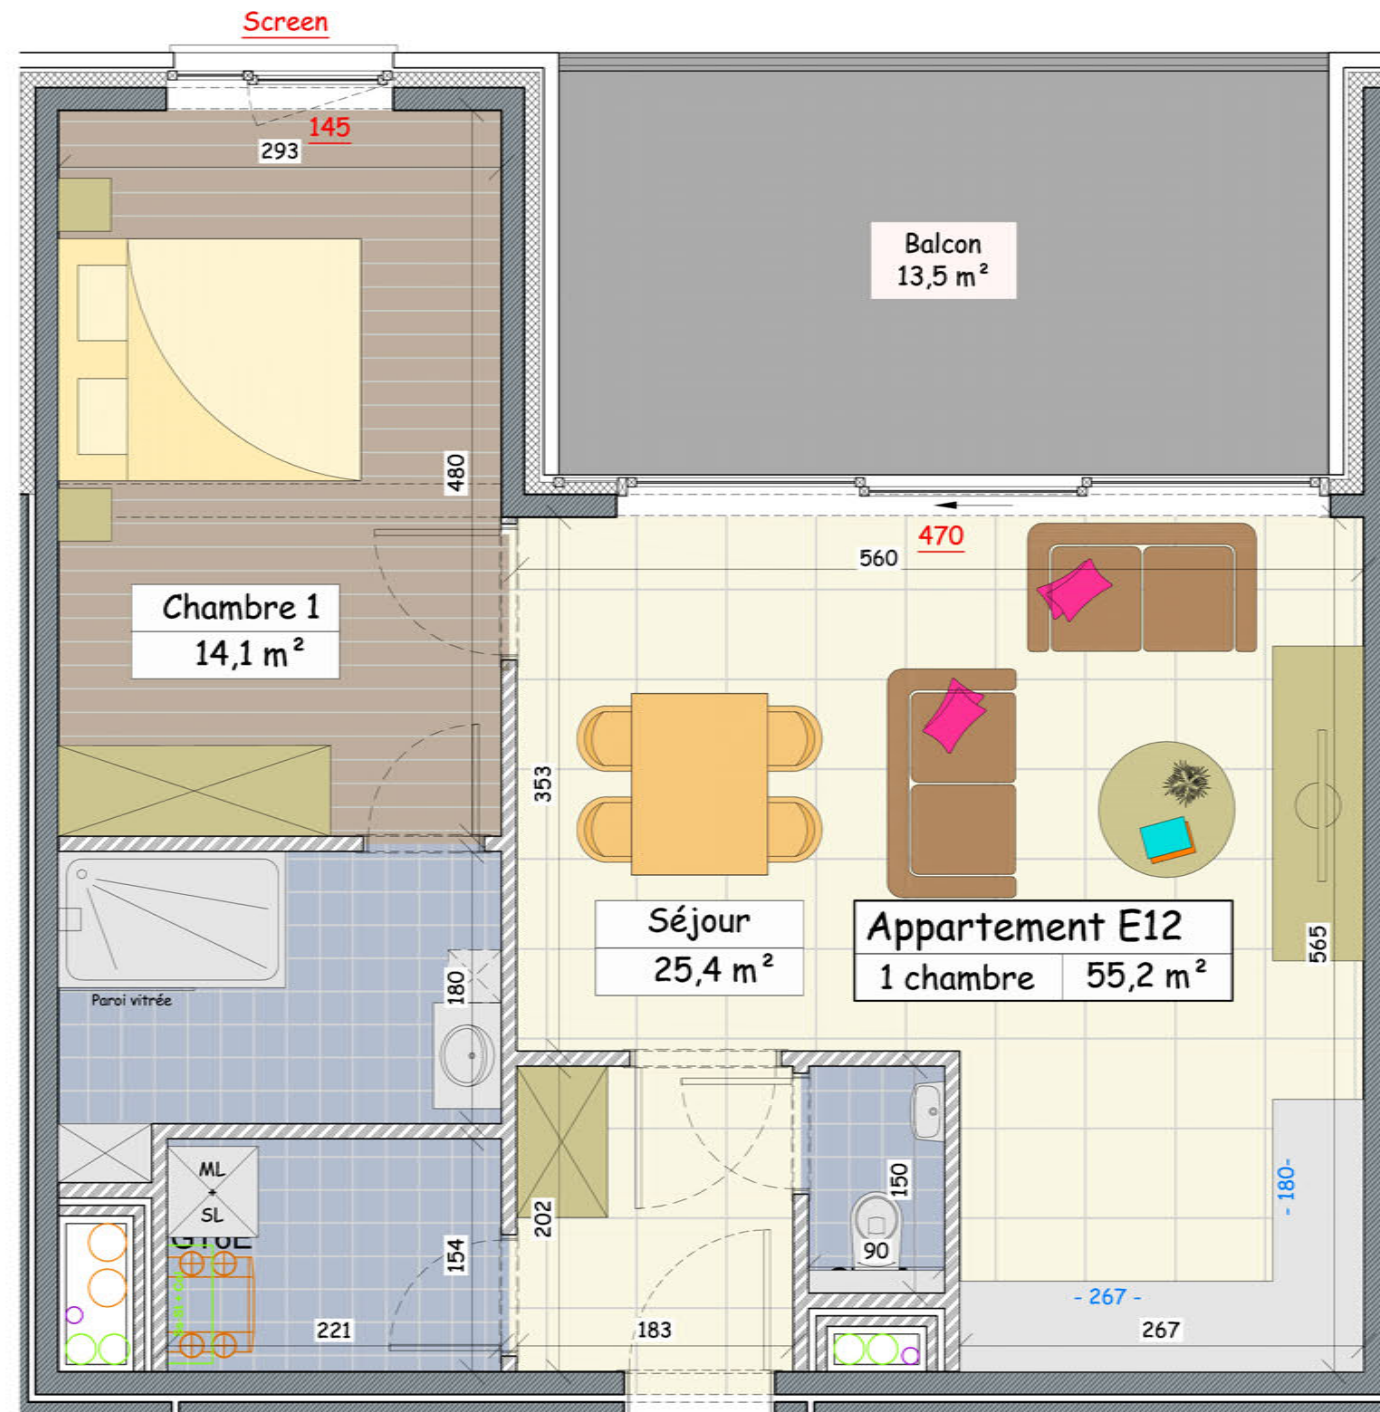 Screen
145
293
Balcon
13,5 m²
480
470
560
Chambre 1
14,1 m²
353
Séjour
25,4 m²
Appartement E12
1 chambre 55,2 m²
565
180
Paroi vitrée
ML
+
SL
G16E
154
202
150
90
- 180-
- 267 -
221
183
267